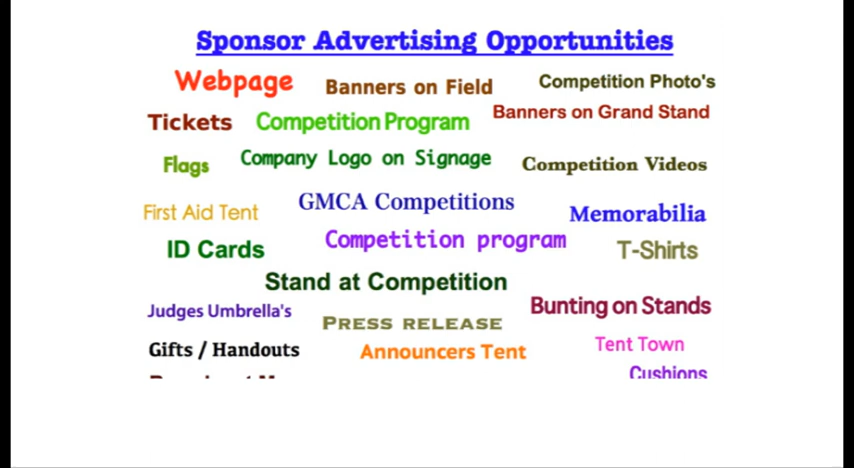 Sponsor Advertising Opportunities
Webpage
Banners on Field
Competition Photo's
Tickets
Competition Program
Banners on Grand Stand
Flags
Company Logo on Signage
Competition Videos
First Aid Tent
GMCA Competitions
Memorabilia
ID Cards
Competition program
T-Shirts
Stand at Competition
Judges Umbrella's
PRESS RELEASE
Bunting on Stands
Gifts / Handouts
Announcers Tent
Tent Town
Cushions